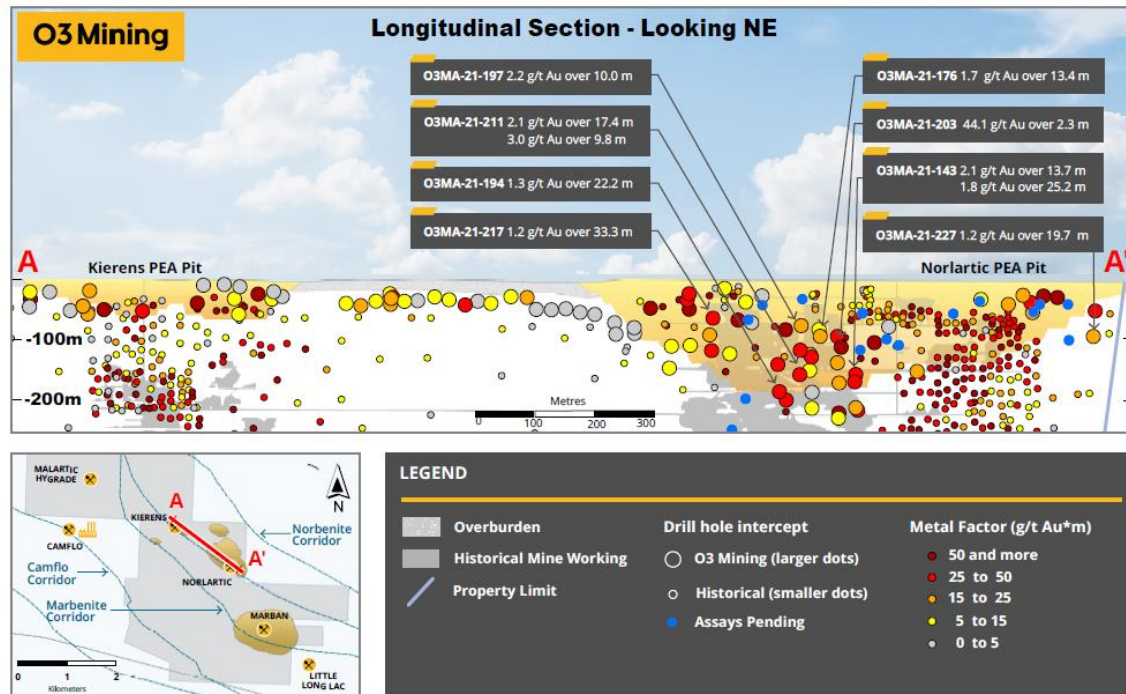 O3 Mining
Longitudinal Section - Looking NE
O3MA-21-197 2.2 g/t Au over 10.0 m
O3MA-21-211 2.1 g/t Au over 17.4 m
3.0 g/t Au over 9.8 m
O3MA-21-194 1.3 g/t Au over 22.2 m
O3MA-21-217 1.2 g/t Au over 33.3 m
O3MA-21-176 1.7 g/t Au over 13.4 m
O3MA-21-203 44.1 g/t Au over 2.3 m
O3MA-21-143 2.1 g/t Au over 13.7 m
1.8 g/t Au over 25.2 m
O3MA-21-227 1.2 g/t Au over 19.7 m
A
Kierens PEA Pit
Norlartic PEA Pit
A'
-100m
-200m
Metres
0 100 200 300
MALARTIC
HYGRADE
N
A
KIERENS
Norbenite
Corridor
CAMFLO
A'
Camflo
Corridor
NORLARTIC
Marbenite
Corridor
MARBAN
LITTLE
LONG LAC
0 1 2
Kilometers
LEGEND
Overburden
Historical Mine Working
Property Limit
Drill hole intercept
O3 Mining (larger dots)
Historical (smaller dots)
Assays Pending
Metal Factor (g/t Au*m)
50 and more
25 to 50
15 to 25
5 to 15
0 to 5